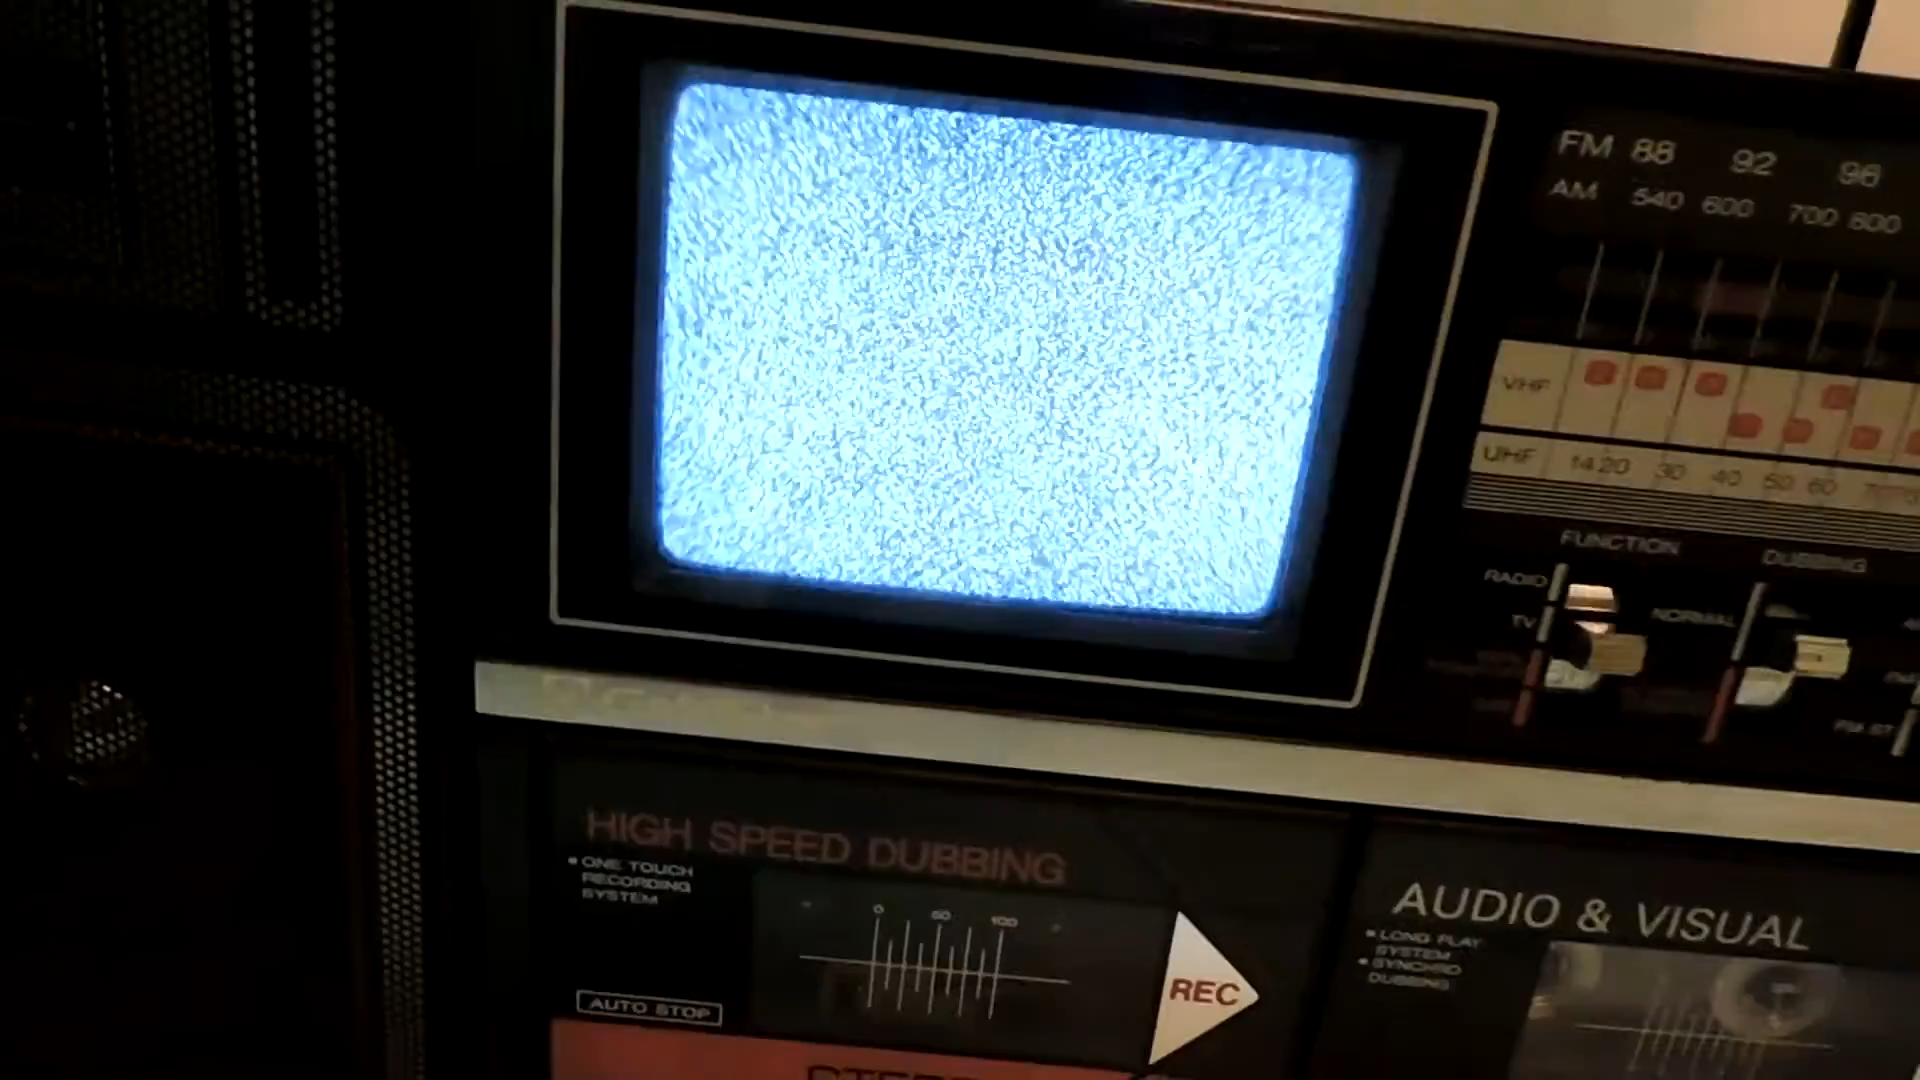 FM 88 92 96
AM 540 600 700 800
VHF
UHF 14 20 30 40 50 60
FUNCTION
DUBBING
RADIO
TV
NORMAL
FM ST
HIGH SPEED DUBBING
• ONE TOUCH
RECORDING
SYSTEM
0 50 100
REC
AUTO STOP
AUDIO & VISUAL
• LONG PLAY
SYSTEM
• SYNCHRO
DUBBING